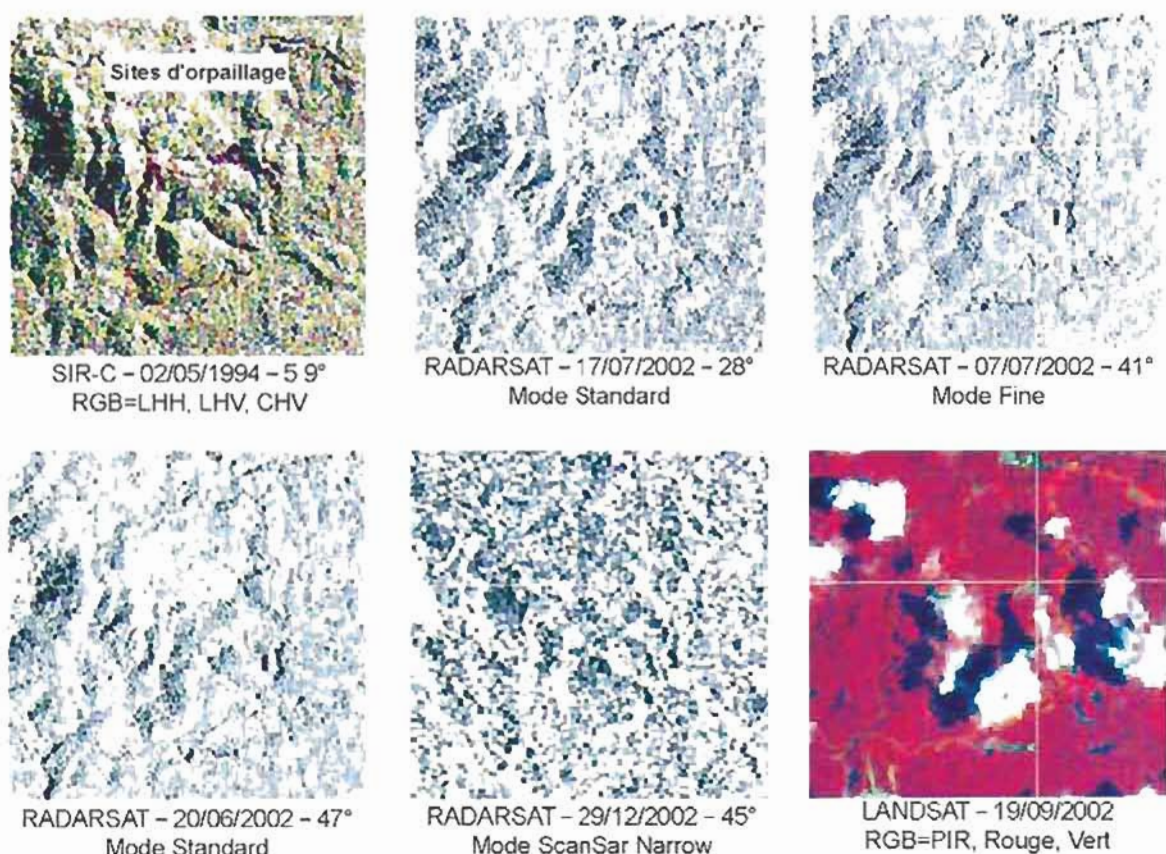 Sites d'orpaillage
SIR-C – 02/05/1994 – 5 9°
RGB=LHH, LHV, CHV
RADARSAT – 17/07/2002 – 28°
Mode Standard
RADARSAT – 07/07/2002 – 41°
Mode Fine
RADARSAT – 20/06/2002 – 47°
Mode Standard
RADARSAT – 29/12/2002 – 45°
Mode ScanSar Narrow
LANDSAT – 19/09/2002
RGB=PIR, Rouge, Vert